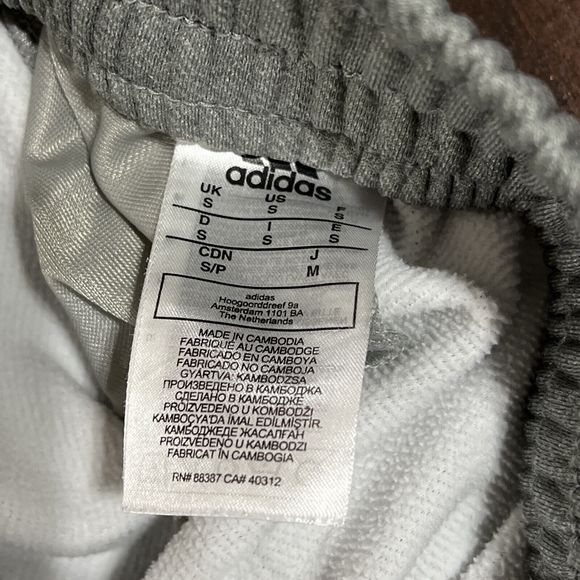 adidas
UK US F
S S S
D I ES
S S S
CDN J
S/P M
adidas
Hoogoorddreef 9a
Amsterdam 1101 BA
The Netherlands
MADE IN CAMBODIA
FABRIQUÉ AU CAMBODGE
FABRICADO EN CAMBOYA
FABRICADO NO CAMBOJA
GYÁRTVA: KAMBODZSA
ПРОИЗВЕДЕНО В КАМБОДЖА
СДЕЛАНО В КАМБОДЖЕ
PROIZVEDENO U KOMBODŽI
KAMBOÇYA'DA İMAL EDİLMİŞTİR
КАМБОДЖЕДЕ ЖАСАЛҒАН
PROIZVEDENO U KAMBODŽI
FABRICAT ÎN CAMBOGIA
RN# 88387 CA# 40312